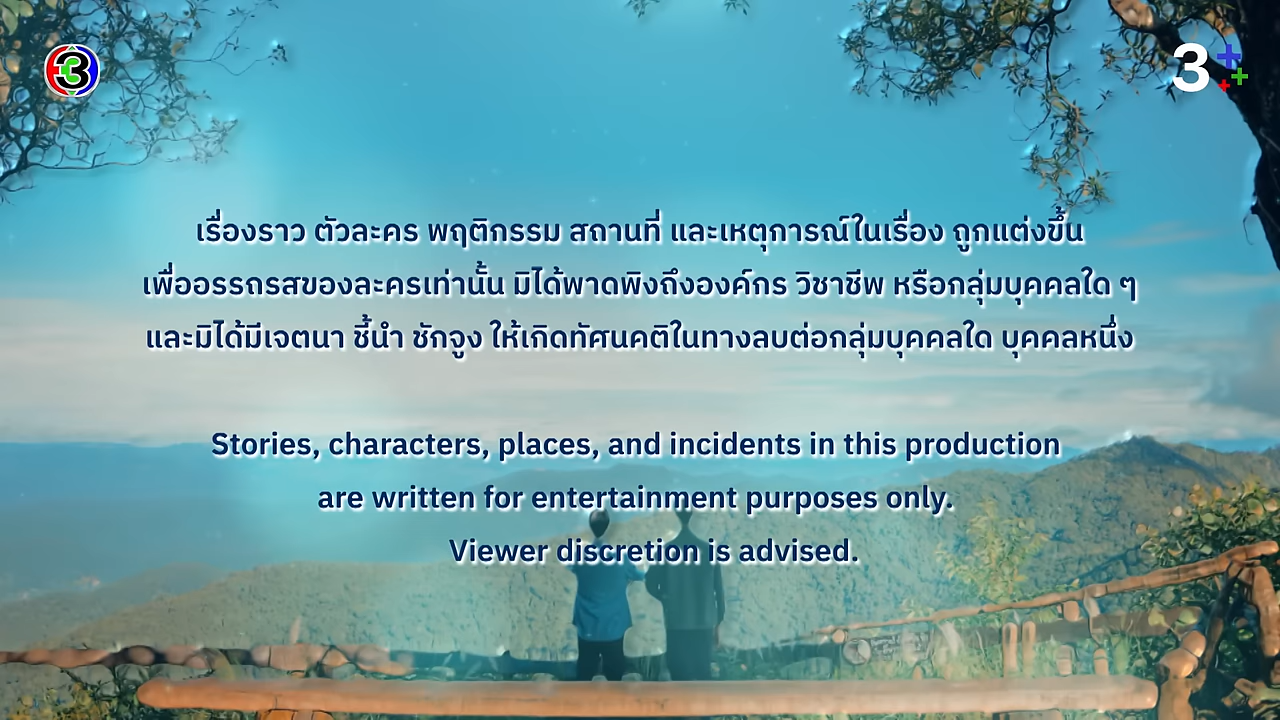 3 3+
เรื่องราว ตัวละคร พฤติกรรม สถานที่ และเหตุการณ์ในเรื่อง ถูกแต่งขึ้น
เพื่ออรรถรสของละครเท่านั้น มิได้พาดพิงถึงองค์กร วิชาชีพ หรือกลุ่มบุคคลใด ๆ
และมิได้มีเจตนา ชี้นำ ชักจูง ให้เกิดทัศนคติในทางลบต่อกลุ่มบุคคลใด บุคคลหนึ่ง
Stories, characters, places, and incidents in this production
are written for entertainment purposes only.
Viewer discretion is advised.